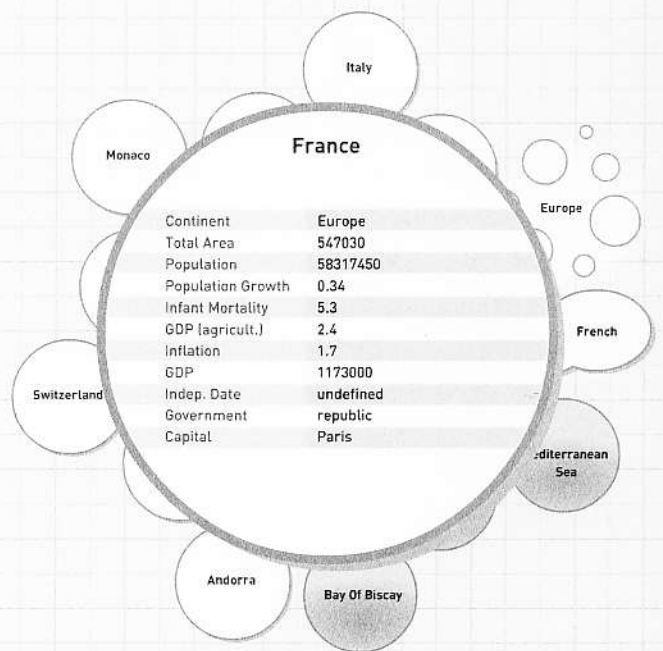 Italy
Monaco
France
Europe
Continent Europe
Total Area 547030
Population 58317450
Population Growth 0.34
Infant Mortality 5.3
GDP (agricult.) 2.4
Inflation 1.7
GDP 1173000
Indep. Date undefined
Government republic
Capital Paris
French
Switzerland
editerranean
Sea
Andorra
Bay Of Biscay